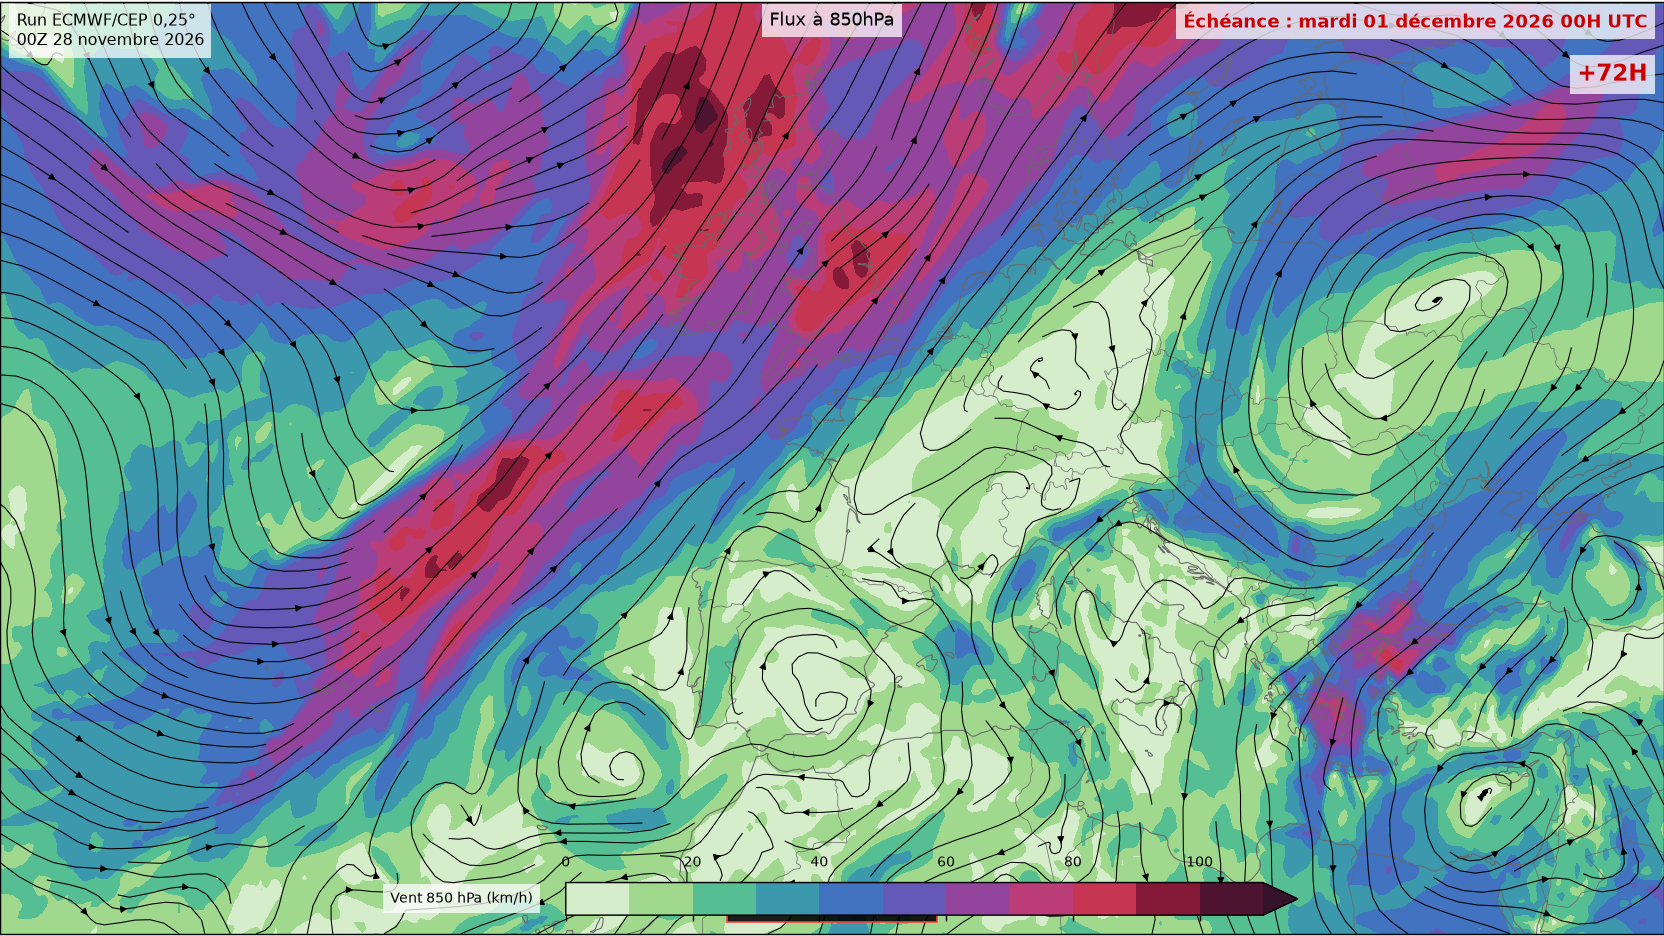 Run ECMWF/CEP 0,25°
00Z 28 novembre 2026
Flux à 850hPa
Échéance : mardi 01 décembre 2026 00H UTC
+72H
0 20 40 60 80 100
Vent 850 hPa (km/h)